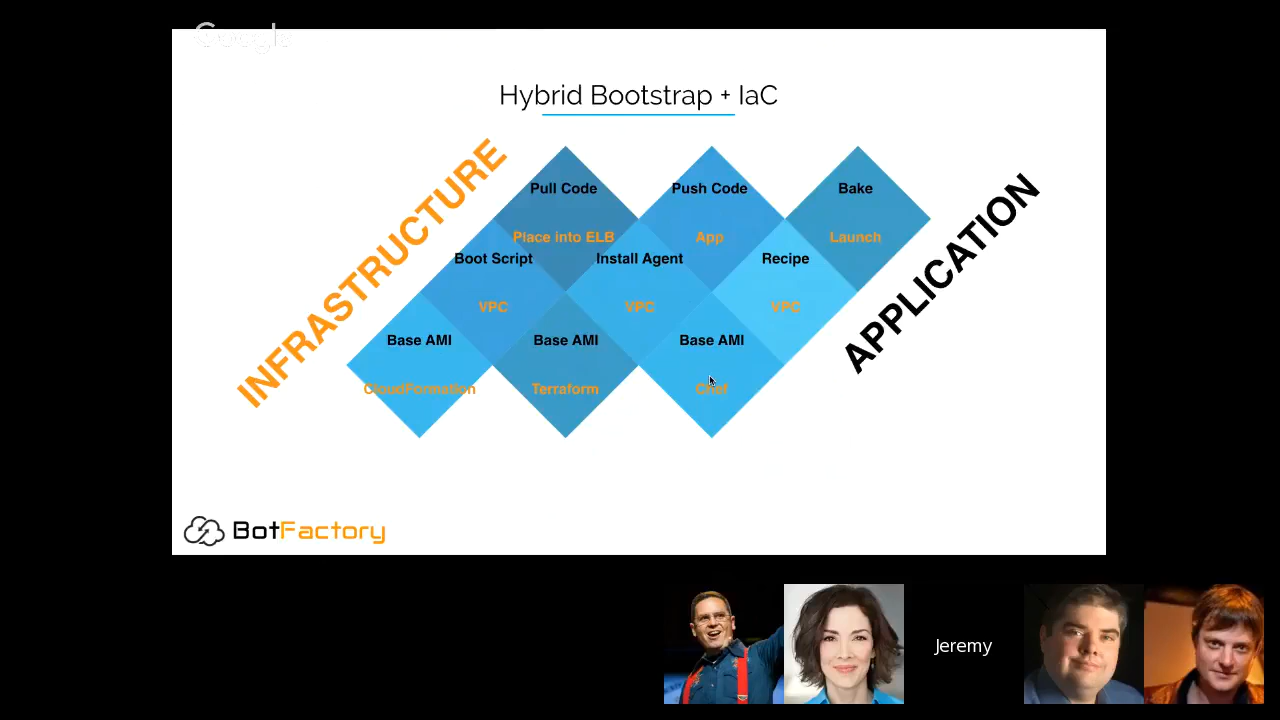 Google
Hybrid Bootstrap + IaC
INFRASTRUCTURE
APPLICATION
Pull Code
Push Code
Bake
Place into ELB
App
Launch
Boot Script
Install Agent
Recipe
VPC
VPC
VPC
Base AMI
Base AMI
Base AMI
CloudFormation
Terraform
Chef
BotFactory
Jeremy